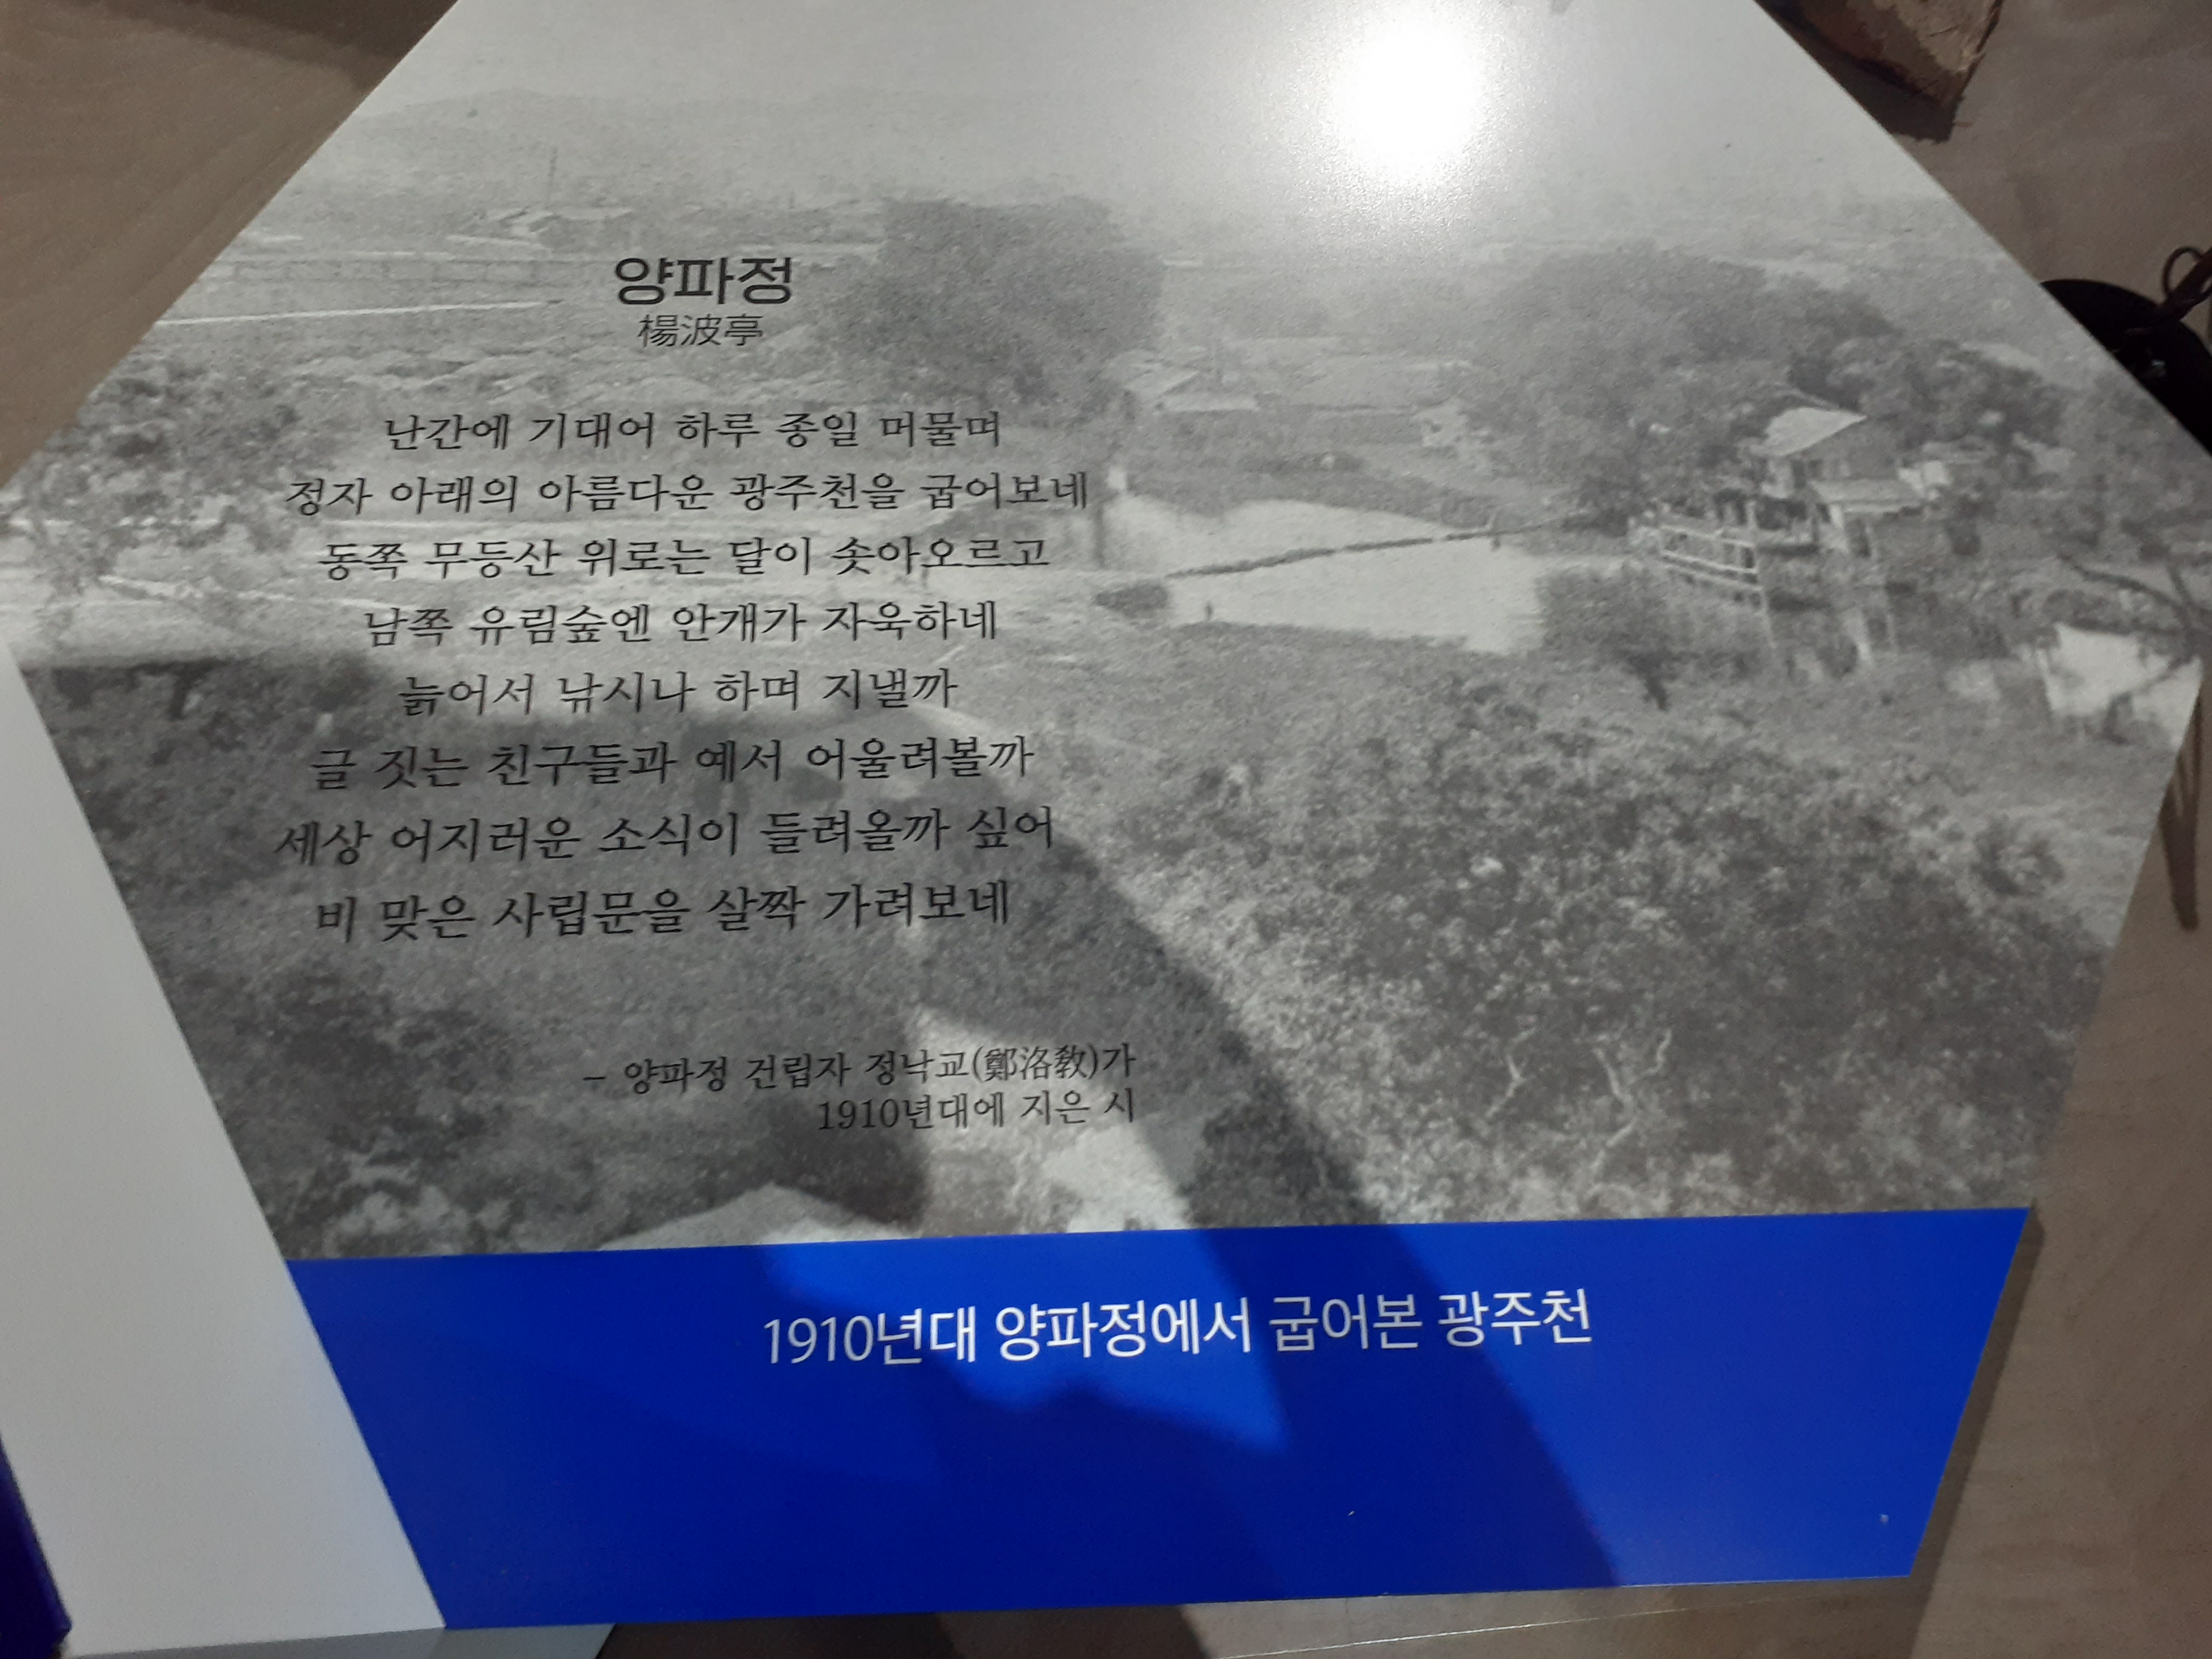 양파정
楊波亭
난간에 기대어 하루 종일 머물며
정자 아래의 아름다운 광주천을 굽어보네
동쪽 무등산 위로는 달이 솟아오르고
남쪽 유림숲엔 안개가 자욱하네
늙어서 낚시나 하며 지낼까
글 짓는 친구들과 예서 어울려볼까
세상 어지러운 소식이 들려올까 싶어
비 맞은 사립문을 살짝 가려보네
– 양파정 건립자 정낙교(鄭洛敎)가
1910년대에 지은 시
1910년대 양파정에서 굽어본 광주천